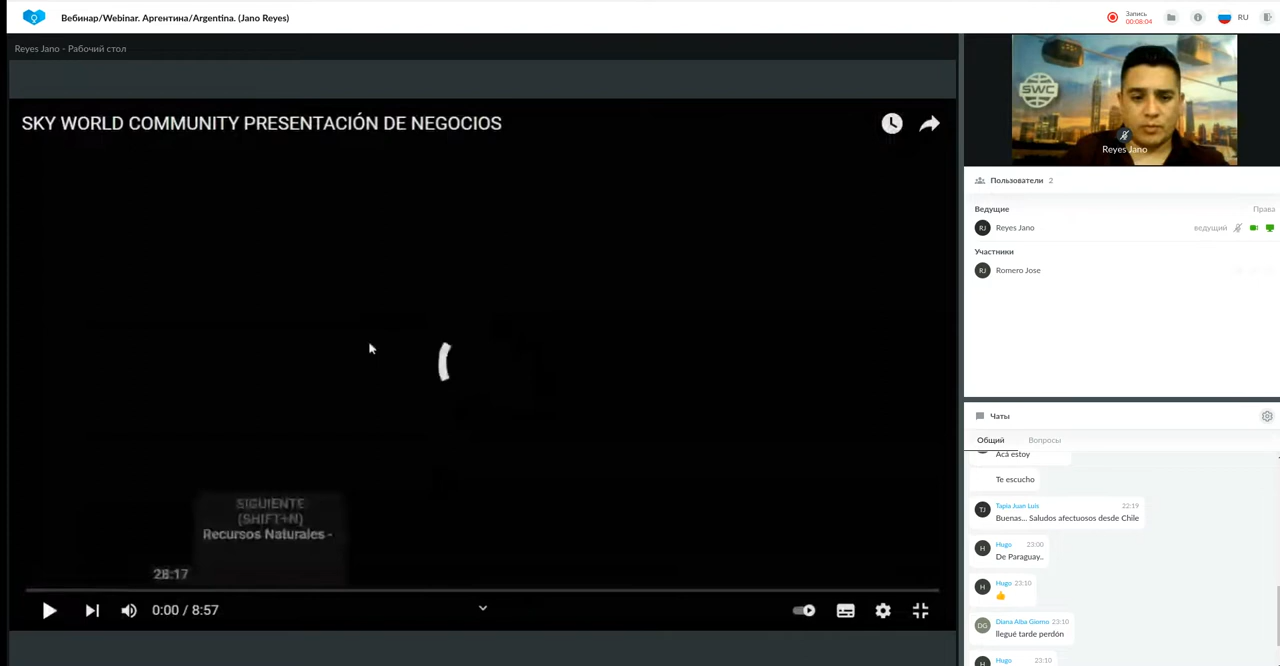 Вебинар/Webinar. Аргентина/Argentina. (Jano Reyes)
Запись
00:08:04
RU
Reyes Jano - Рабочий стол
SKY WORLD COMMUNITY PRESENTACIÓN DE NEGOCIOS
SIGUIENTE
(SHIFT+N)
Recursos Naturales -
28:17
0:00 / 8:57
SWC
Reyes Jano
Пользователи 2
Ведущие Права
RJ Reyes Jano ведущий
Участники
RJ Romero Jose
Чаты
Общий Вопросы
Acá estoy
Te escucho
TJ Tapia Juan Luis 22:19
Buenas... Saludos afectuosos desde Chile
H Hugo 23:00
De Paraguay..
H Hugo 23:10
👍
DG Diana Alba Giorno 23:10
llegué tarde perdón
H Hugo 23:10